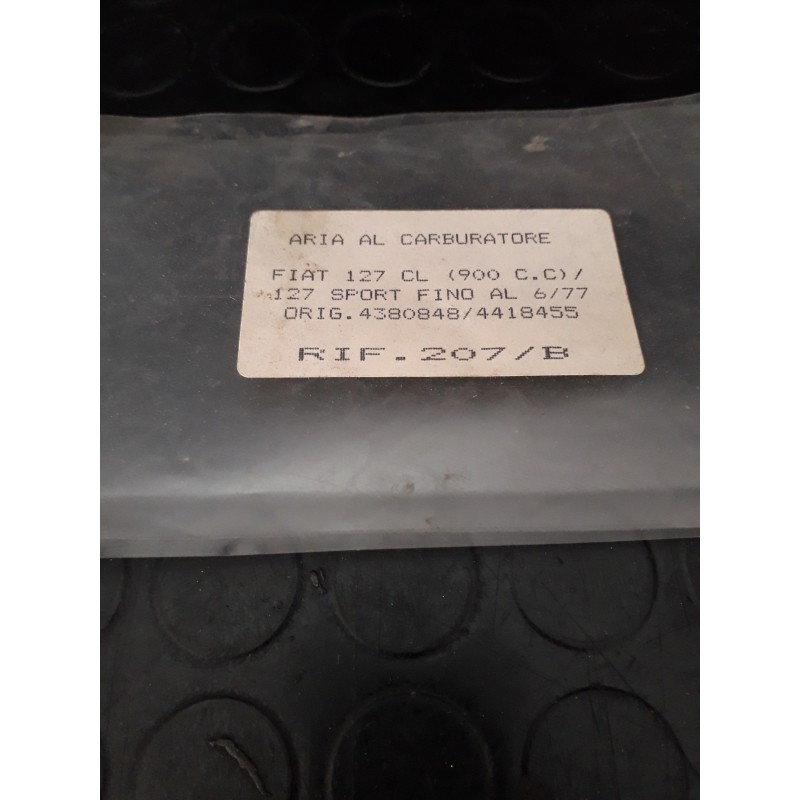 ARIA AL CARBURATORE
FIAT 127 CL (900 C.C)/
127 SPORT FINO AL 6/77
ORIG.4380848/4418455
RIF.207/B